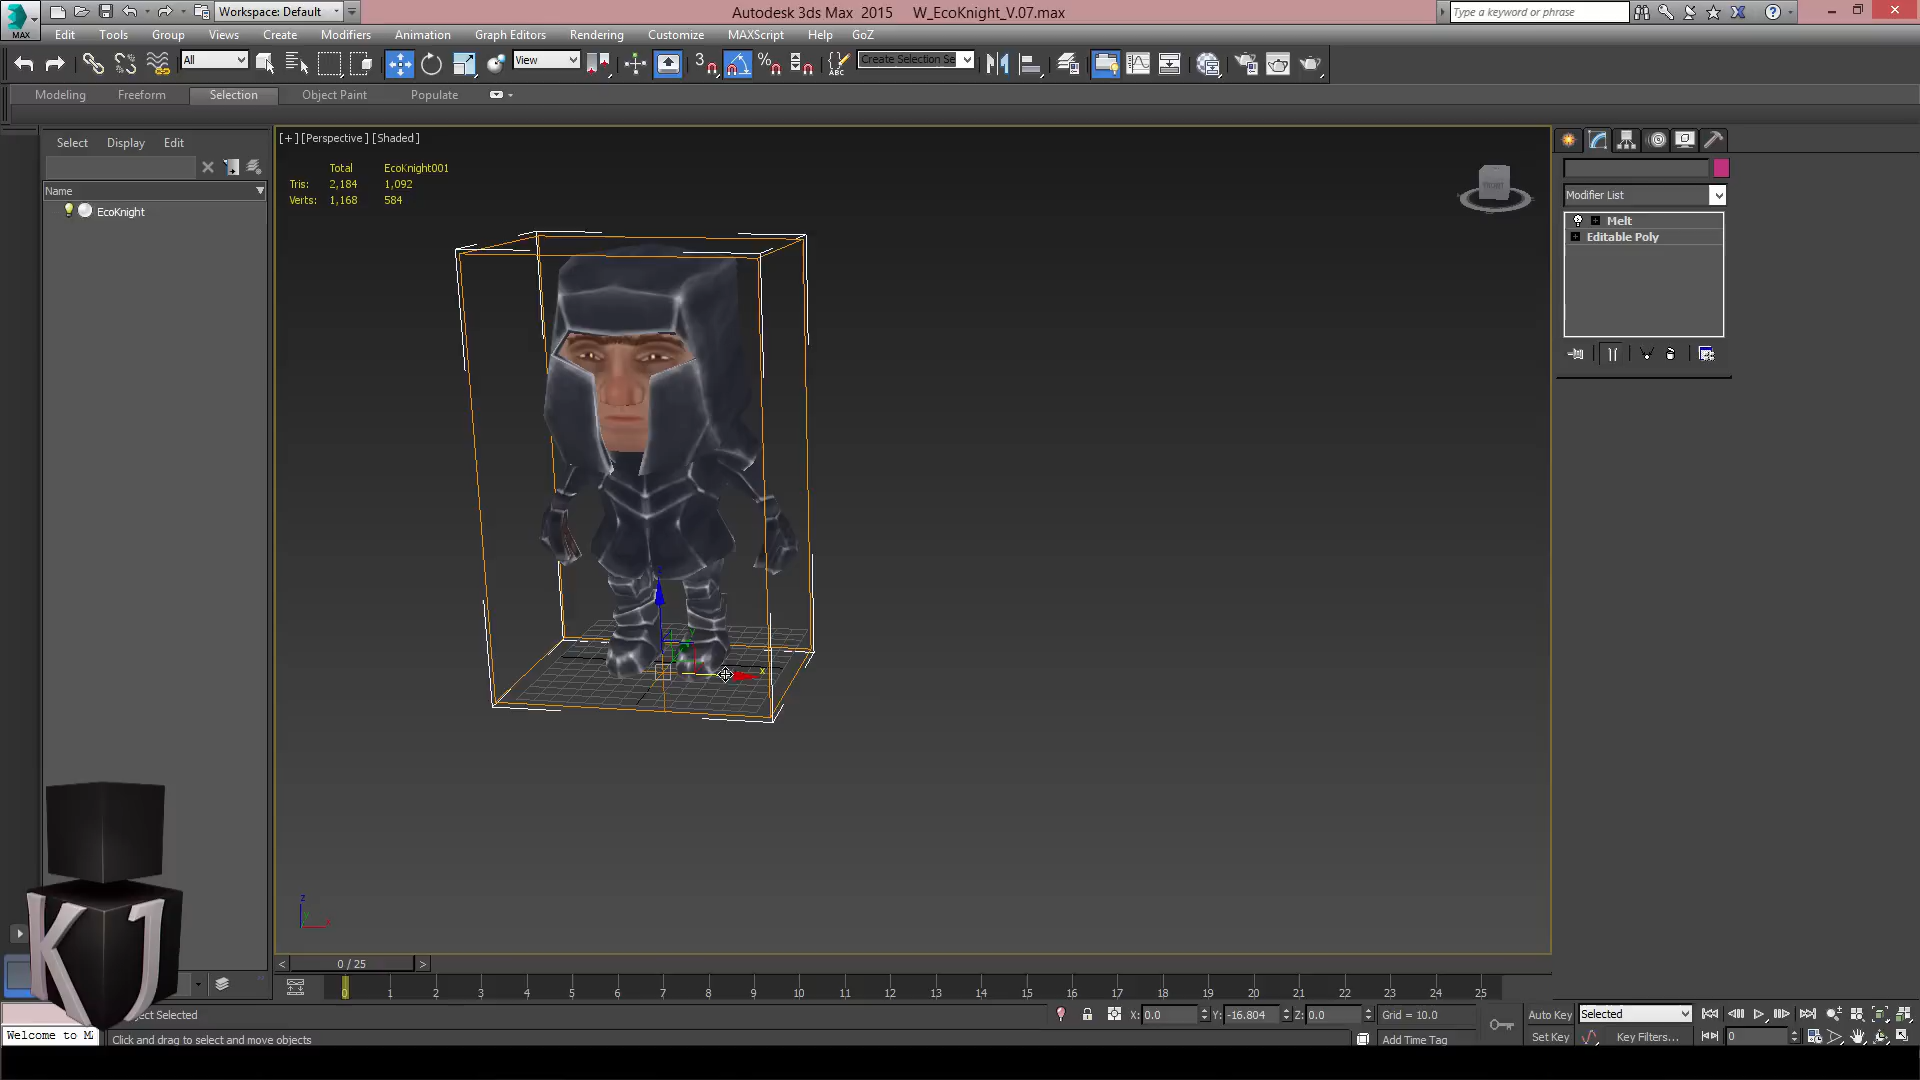 MAX
Workspace: Default
Autodesk 3ds Max 2015 W_EcoKnight_V.07.max
Type a keyword or phrase
Edit Tools Group Views Create Modifiers Animation Graph Editors Rendering Customize MAXScript Help GoZ
All View 3 ABC Create Selection Se
Modeling Freeform Selection Object Paint Populate
Select Display Edit
[+] [Perspective] [Shaded]
Total EcoKnight001
Tris: 2,184 1,092
Verts: 1,168 584
Name
EcoKnight
FRONT
Modifier List
Melt
Editable Poly
x
z
KJ
0 / 25
0 1 2 3 4 5 6 7 8 9 10 11 12 13 14 15 16 17 18 19 20 21 22 23 24 25
ject Selected X: 0.0 Y: -16.804 Z: 0.0 Grid = 10.0 Auto Key Selected
Welcome to M Click and drag to select and move objects Add Time Tag Set Key Key Filters... 0